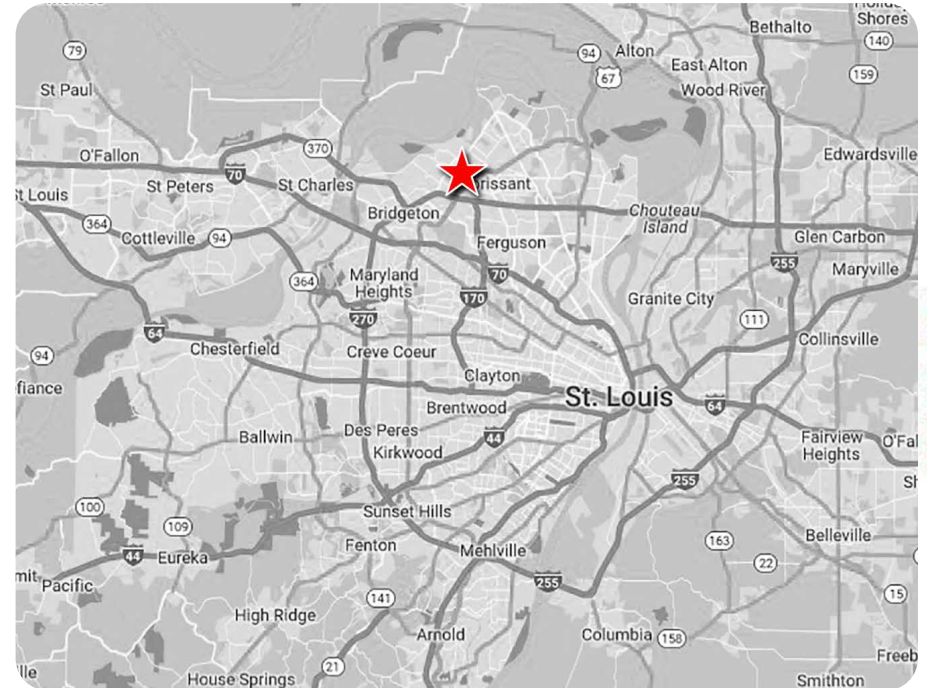 Bethalto
Shores
79
94
Alton
140
67
East Alton
159
St Paul
Wood River
370
O'Fallon
Edwardsville
70
St Peters
St Charles
rissant
St Louis
Bridgeton
Chouteau
Island
364
Cottleville
94
Ferguson
Glen Carbon
255
Maryville
70
364
Maryland
Heights
170
Granite City
270
111
64
Collinsville
Chesterfield
Creve Coeur
94
Clayton
fiance
St. Louis
Brentwood
64
Des Peres
Ballwin
44
Kirkwood
Fairview
Heights
O'Fal
255
Sh
100
Sunset Hills
109
Belleville
163
Fenton
Mehlville
44
Eureka
22
mit
Pacific
255
15
141
High Ridge
Arnold
Columbia
158
Freeb
21
lle
House Springs
Smithton